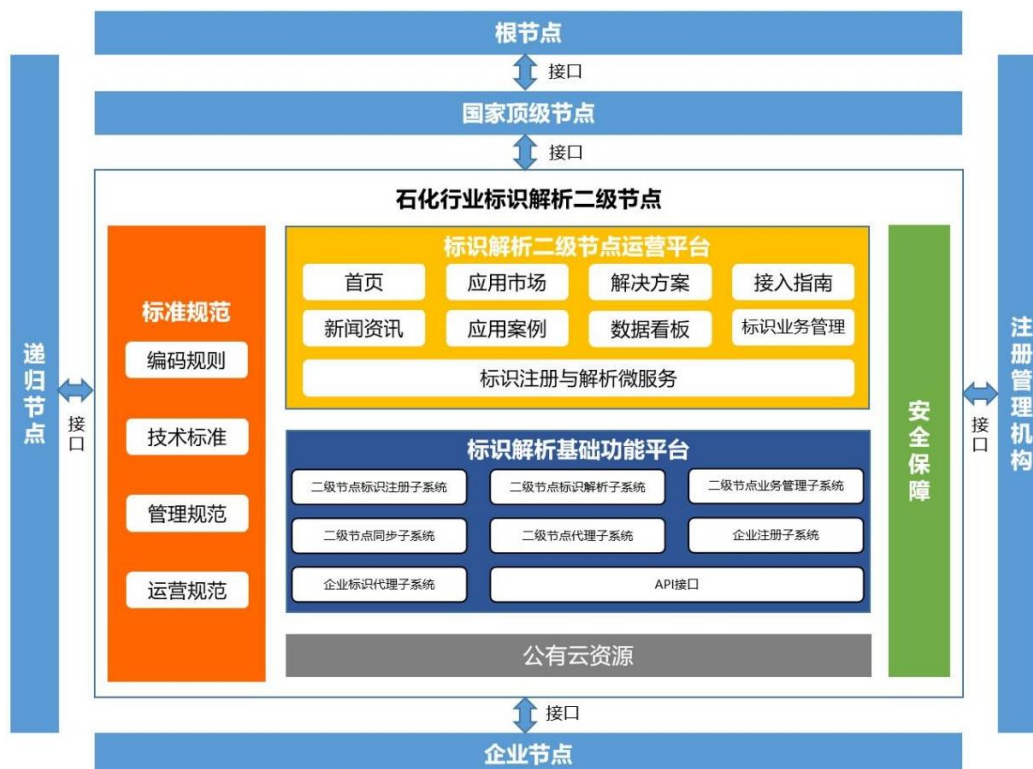 根节点
接口
国家顶级节点
接口
石化行业标识解析二级节点
递归节点
接口
标准规范
编码规则
技术标准
管理规范
运营规范
标识解析二级节点运营平台
首页
应用市场
解决方案
接入指南
新闻资讯
应用案例
数据看板
标识业务管理
标识注册与解析微服务
标识解析基础功能平台
二级节点标识注册子系统
二级节点标识解析子系统
二级节点业务管理子系统
二级节点同步子系统
二级节点代理子系统
企业注册子系统
企业标识代理子系统
API接口
公有云资源
安全保障
接口
注册管理机构
接口
企业节点